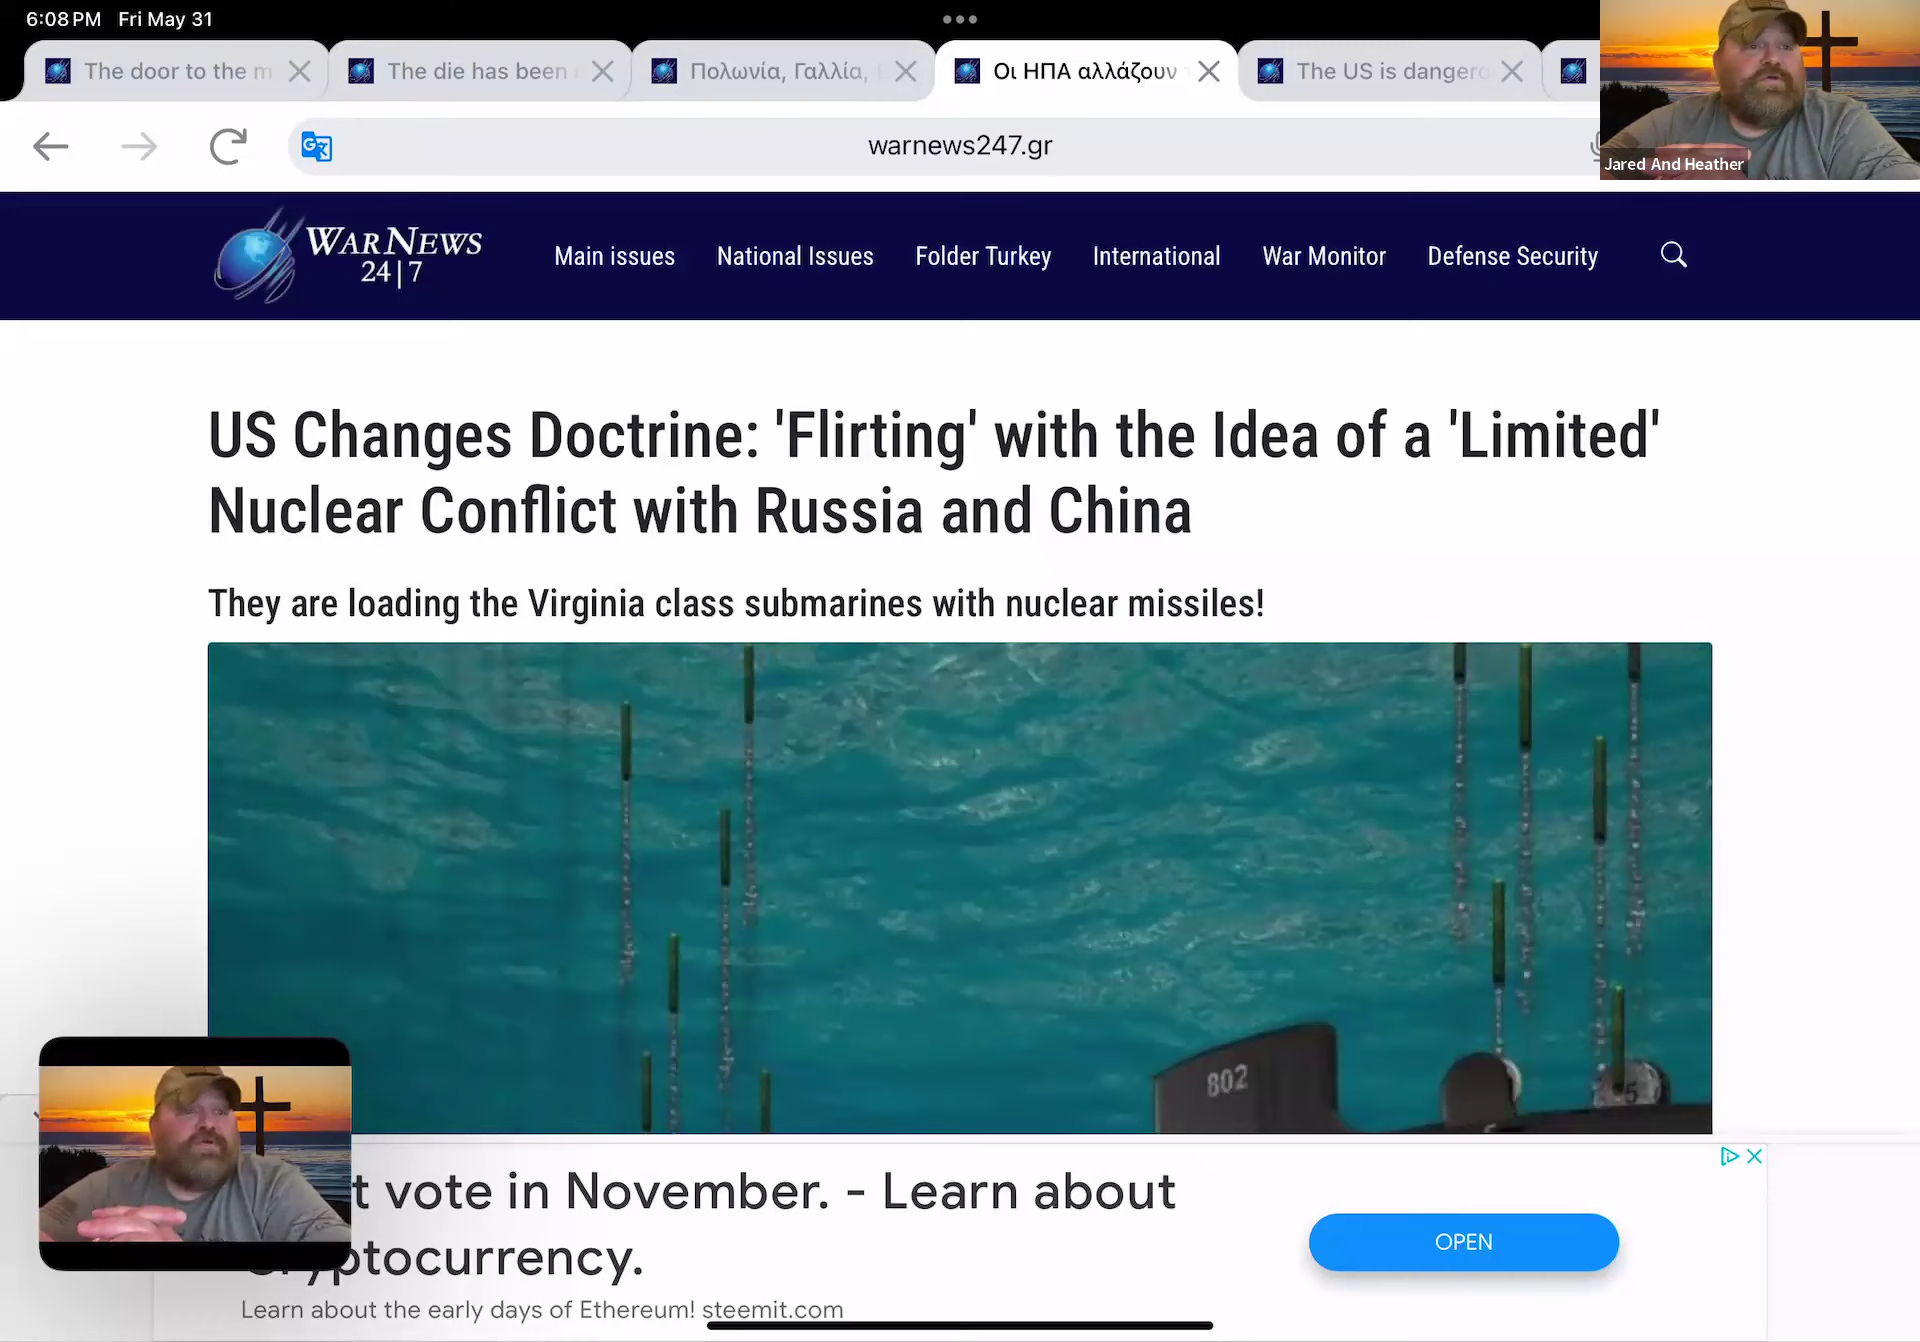 6:08 PM Fri May 31
The door to the m
The die has been
Πολωνία, Γαλλία,
Οι ΗΠΑ αλλάζουν
The US is dangero
warnews247.gr
Jared And Heather
WAR NEWS
24|7
Main issues
National Issues
Folder Turkey
International
War Monitor
Defense Security
US Changes Doctrine: 'Flirting' with the Idea of a 'Limited'
Nuclear Conflict with Russia and China
They are loading the Virginia class submarines with nuclear missiles!
802
t vote in November. - Learn about
ptocurrency.
OPEN
Learn about the early days of Ethereum! steemit.com